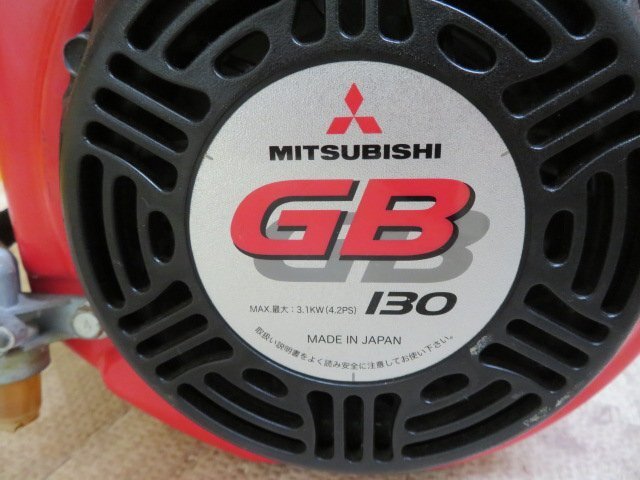 MITSUBISHI
GB
MAX.最大：3.1KW(4.2PS) 130
MADE IN JAPAN
取扱い説明書をよく読み安全に注意してお使い下さい。